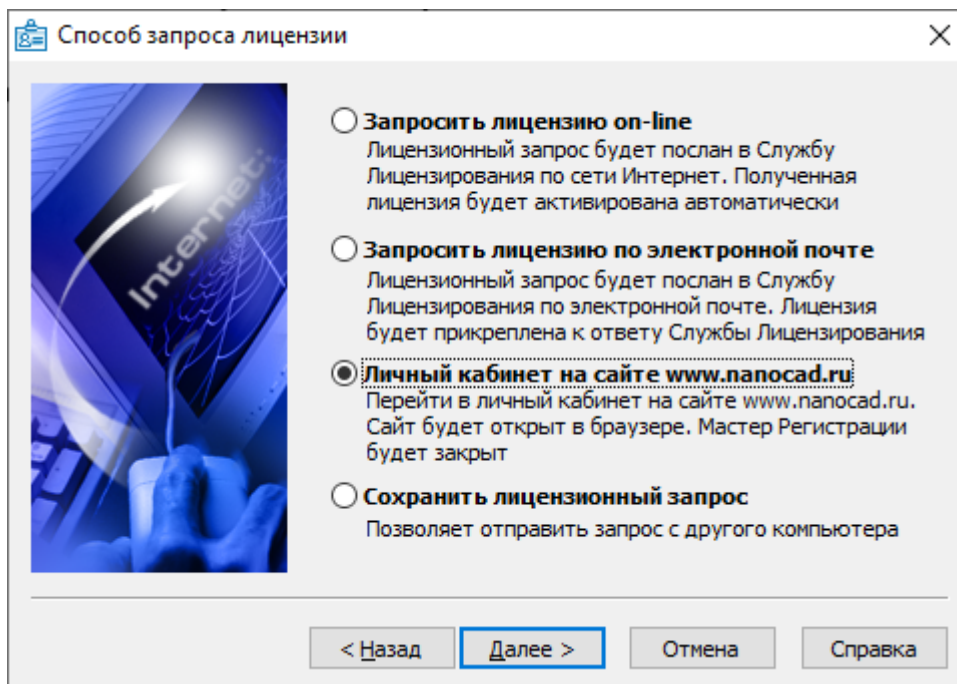 Способ запроса лицензии
Internet:
Запросить лицензию on-line
Лицензионный запрос будет послан в Службу
Лицензирования по сети Интернет. Полученная
лицензия будет активирована автоматически
Запросить лицензию по электронной почте
Лицензионный запрос будет послан в Службу
Лицензирования по электронной почте. Лицензия
будет прикреплена к ответу Службы Лицензирования
Личный кабинет на сайте www.nanocad.ru
Перейти в личный кабинет на сайте www.nanocad.ru.
Сайт будет открыт в браузере. Мастер Регистрации
будет закрыт
Сохранить лицензионный запрос
Позволяет отправить запрос с другого компьютера
< Назад
Далее >
Отмена
Справка